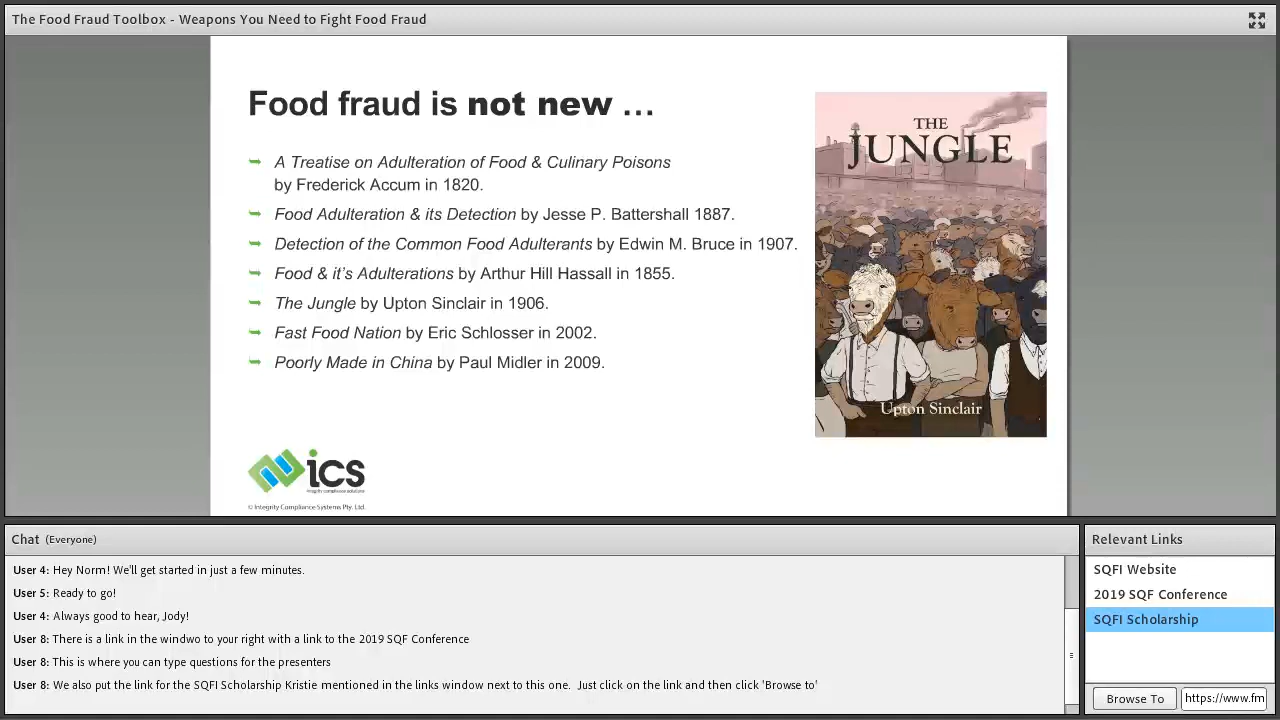 The Food Fraud Toolbox - Weapons You Need to Fight Food Fraud
Food fraud is not new ...
A Treatise on Adulteration of Food & Culinary Poisons
by Frederick Accum in 1820.
Food Adulteration & its Detection by Jesse P. Battershall 1887.
Detection of the Common Food Adulterants by Edwin M. Bruce in 1907.
Food & it's Adulterations by Arthur Hill Hassall in 1855.
The Jungle by Upton Sinclair in 1906.
Fast Food Nation by Eric Schlosser in 2002.
Poorly Made in China by Paul Midler in 2009.
THE
JUNGLE
Upton Sinclair
ics
integrity compliance solutions
© Integrity Compliance Systems Pty. Ltd.
Chat (Everyone)
User 4: Hey Norm! We'll get started in just a few minutes.
User 5: Ready to go!
User 4: Always good to hear, Jody!
User 8: There is a link in the windwo to your right with a link to the 2019 SQF Conference
User 8: This is where you can type questions for the presenters
User 8: We also put the link for the SQFI Scholarship Kristie mentioned in the links window next to this one.  Just click on the link and then click 'Browse to'
Relevant Links
SQFI Website
2019 SQF Conference
SQFI Scholarship
Browse To
https://www.fm